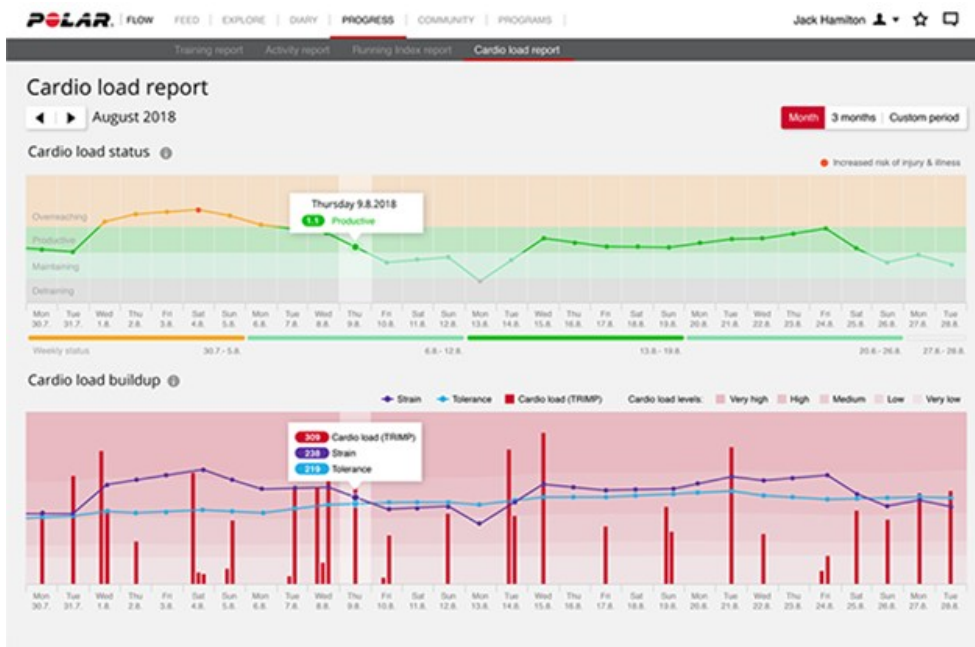 POLAR. FLOW FEED EXPLORE DIARY PROGRESS COMMUNITY PROGRAMS Jack Hamilton
Training report Activity report Running Index report Cardio load report
Cardio load report
August 2018
Month 3 months Custom period
Cardio load status
Increased risk of injury & illness
Thursday 9.8.2018
1.1 Productive
Overreaching
Productive
Maintaining
Detraining
Mon Tue Wed Thu Fri Sat Sun Mon Tue Wed Thu Fri Sat Sun Mon Tue Wed Thu Fri Sat Sun Mon Tue Wed Thu Fri Sat Sun Mon Tue
30.7. 31.7. 1.8. 2.8. 3.8. 4.8. 5.8. 6.8. 7.8. 8.8. 9.8. 10.8. 11.8. 12.8. 13.8. 14.8. 15.8. 16.8. 17.8. 18.8. 19.8. 20.8. 21.8. 22.8. 23.8. 24.8. 25.8. 26.8. 27.8. 28.8.
Weekly status 30.7.- 5.8. 6.8.- 12.8. 13.8.- 19.8. 20.8.- 26.8. 27.8.- 28.8.
Cardio load buildup
Strain Tolerance Cardio load (TRIMP) Cardio load levels: Very high High Medium Low Very low
309 Cardio load (TRIMP)
238 Strain
219 Tolerance
Mon Tue Wed Thu Fri Sat Sun Mon Tue Wed Thu Fri Sat Sun Mon Tue Wed Thu Fri Sat Sun Mon Tue Wed Thu Fri Sat Sun Mon Tue
30.7. 31.7. 1.8. 2.8. 3.8. 4.8. 5.8. 6.8. 7.8. 8.8. 9.8. 10.8. 11.8. 12.8. 13.8. 14.8. 15.8. 16.8. 17.8. 18.8. 19.8. 20.8. 21.8. 22.8. 23.8. 24.8. 25.8. 26.8. 27.8. 28.8.